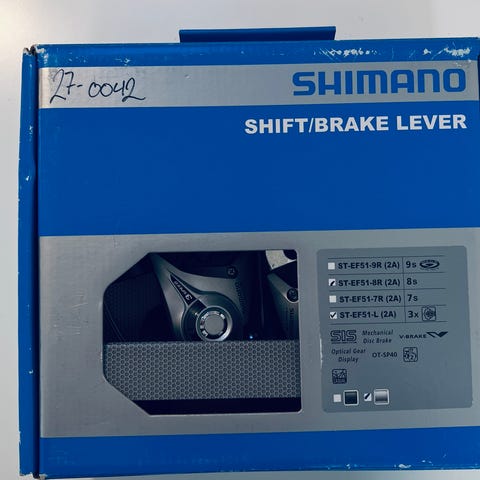 27-0042
SHIMANO
SHIFT/BRAKE LEVER
ST-EF51-9R (2A) 9s
ST-EF51-8R (2A) 8s
ST-EF51-7R (2A) 7s
ST-EF51-L (2A) 3x
SIS Mechanical Disc Brake V-BRAKE
Optical Gear Display OT-SP40